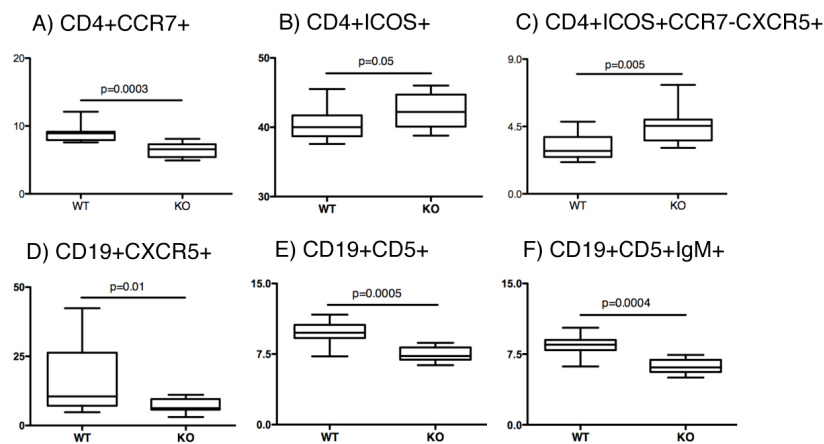 A) CD4+CCR7+
20
10
0
p=0.0003
WT KO
B) CD4+ICOS+
50
40
30
p=0.05
WT KO
C) CD4+ICOS+CCR7-CXCR5+
9.0
4.5
0.0
p=0.005
WT KO
D) CD19+CXCR5+
50
25
0
p=0.01
WT KO
E) CD19+CD5+
15.0
7.5
0.0
p=0.0005
WT KO
F) CD19+CD5+IgM+
15.0
7.5
0.0
p=0.0004
WT KO